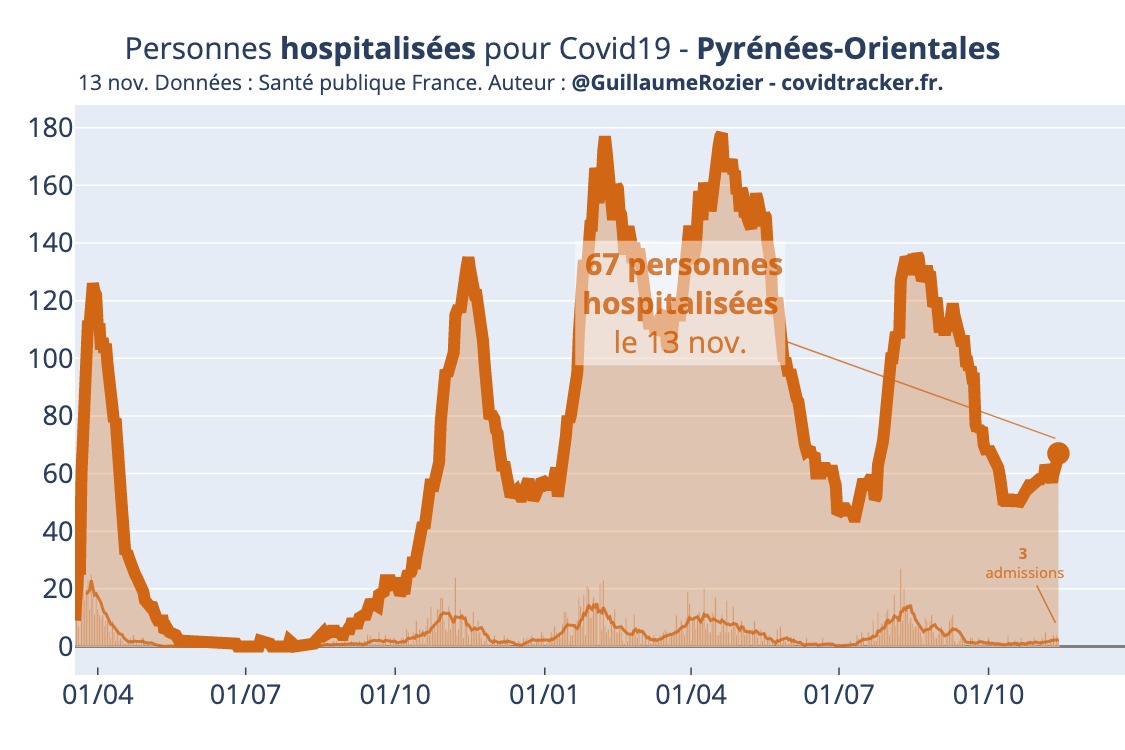 Personnes hospitalisées pour Covid19 - Pyrénées-Orientales
13 nov. Données : Santé publique France. Auteur : @GuillaumeRozier - covidtracker.fr.
180
160
140
120
100
80
60
40
20
0
67 personnes
hospitalisées
le 13 nov.
3
admissions
01/04 01/07 01/10 01/01 01/04 01/07 01/10